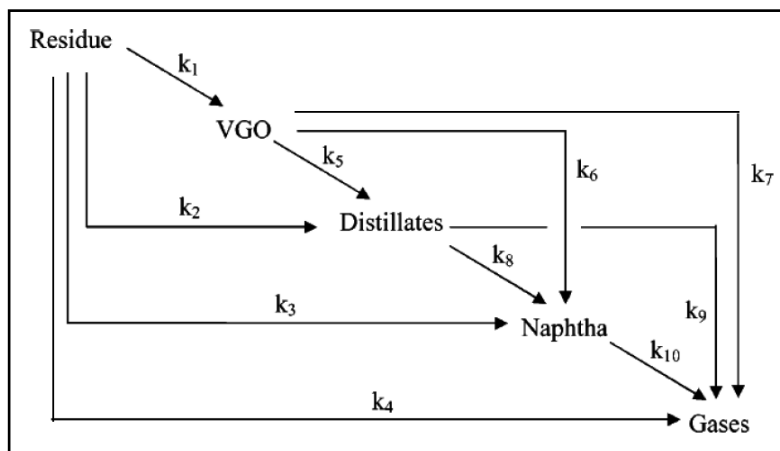 Residue
k₁
VGO
k₅
k₆
k₇
k₂
Distillates
k₈
k₃
Naphtha
k₉
k₁₀
k₄
Gases